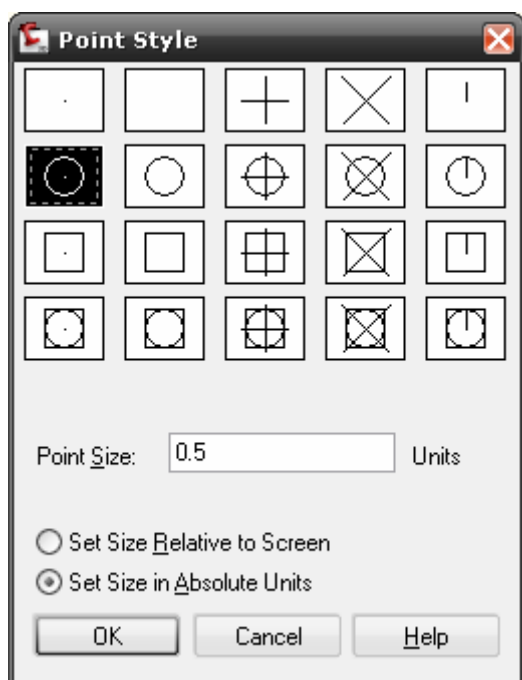 Point Style
Point Size: 0.5 Units
Set Size Relative to Screen
Set Size in Absolute Units
OK Cancel Help